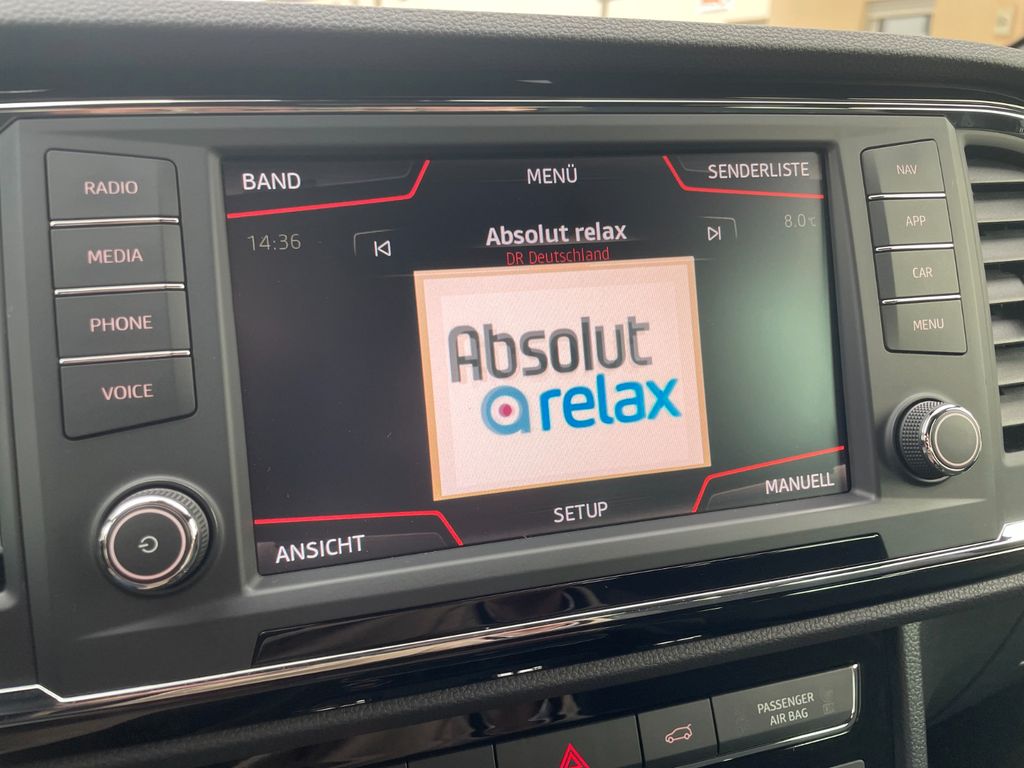 RADIO
MEDIA
PHONE
VOICE
BAND
MENÜ
SENDERLISTE
14:36
Absolut relax
8.0°C
DR Deutschland
Absolut
relax
ANSICHT
SETUP
MANUELL
NAV
APP
CAR
MENU
PASSENGER
AIR BAG